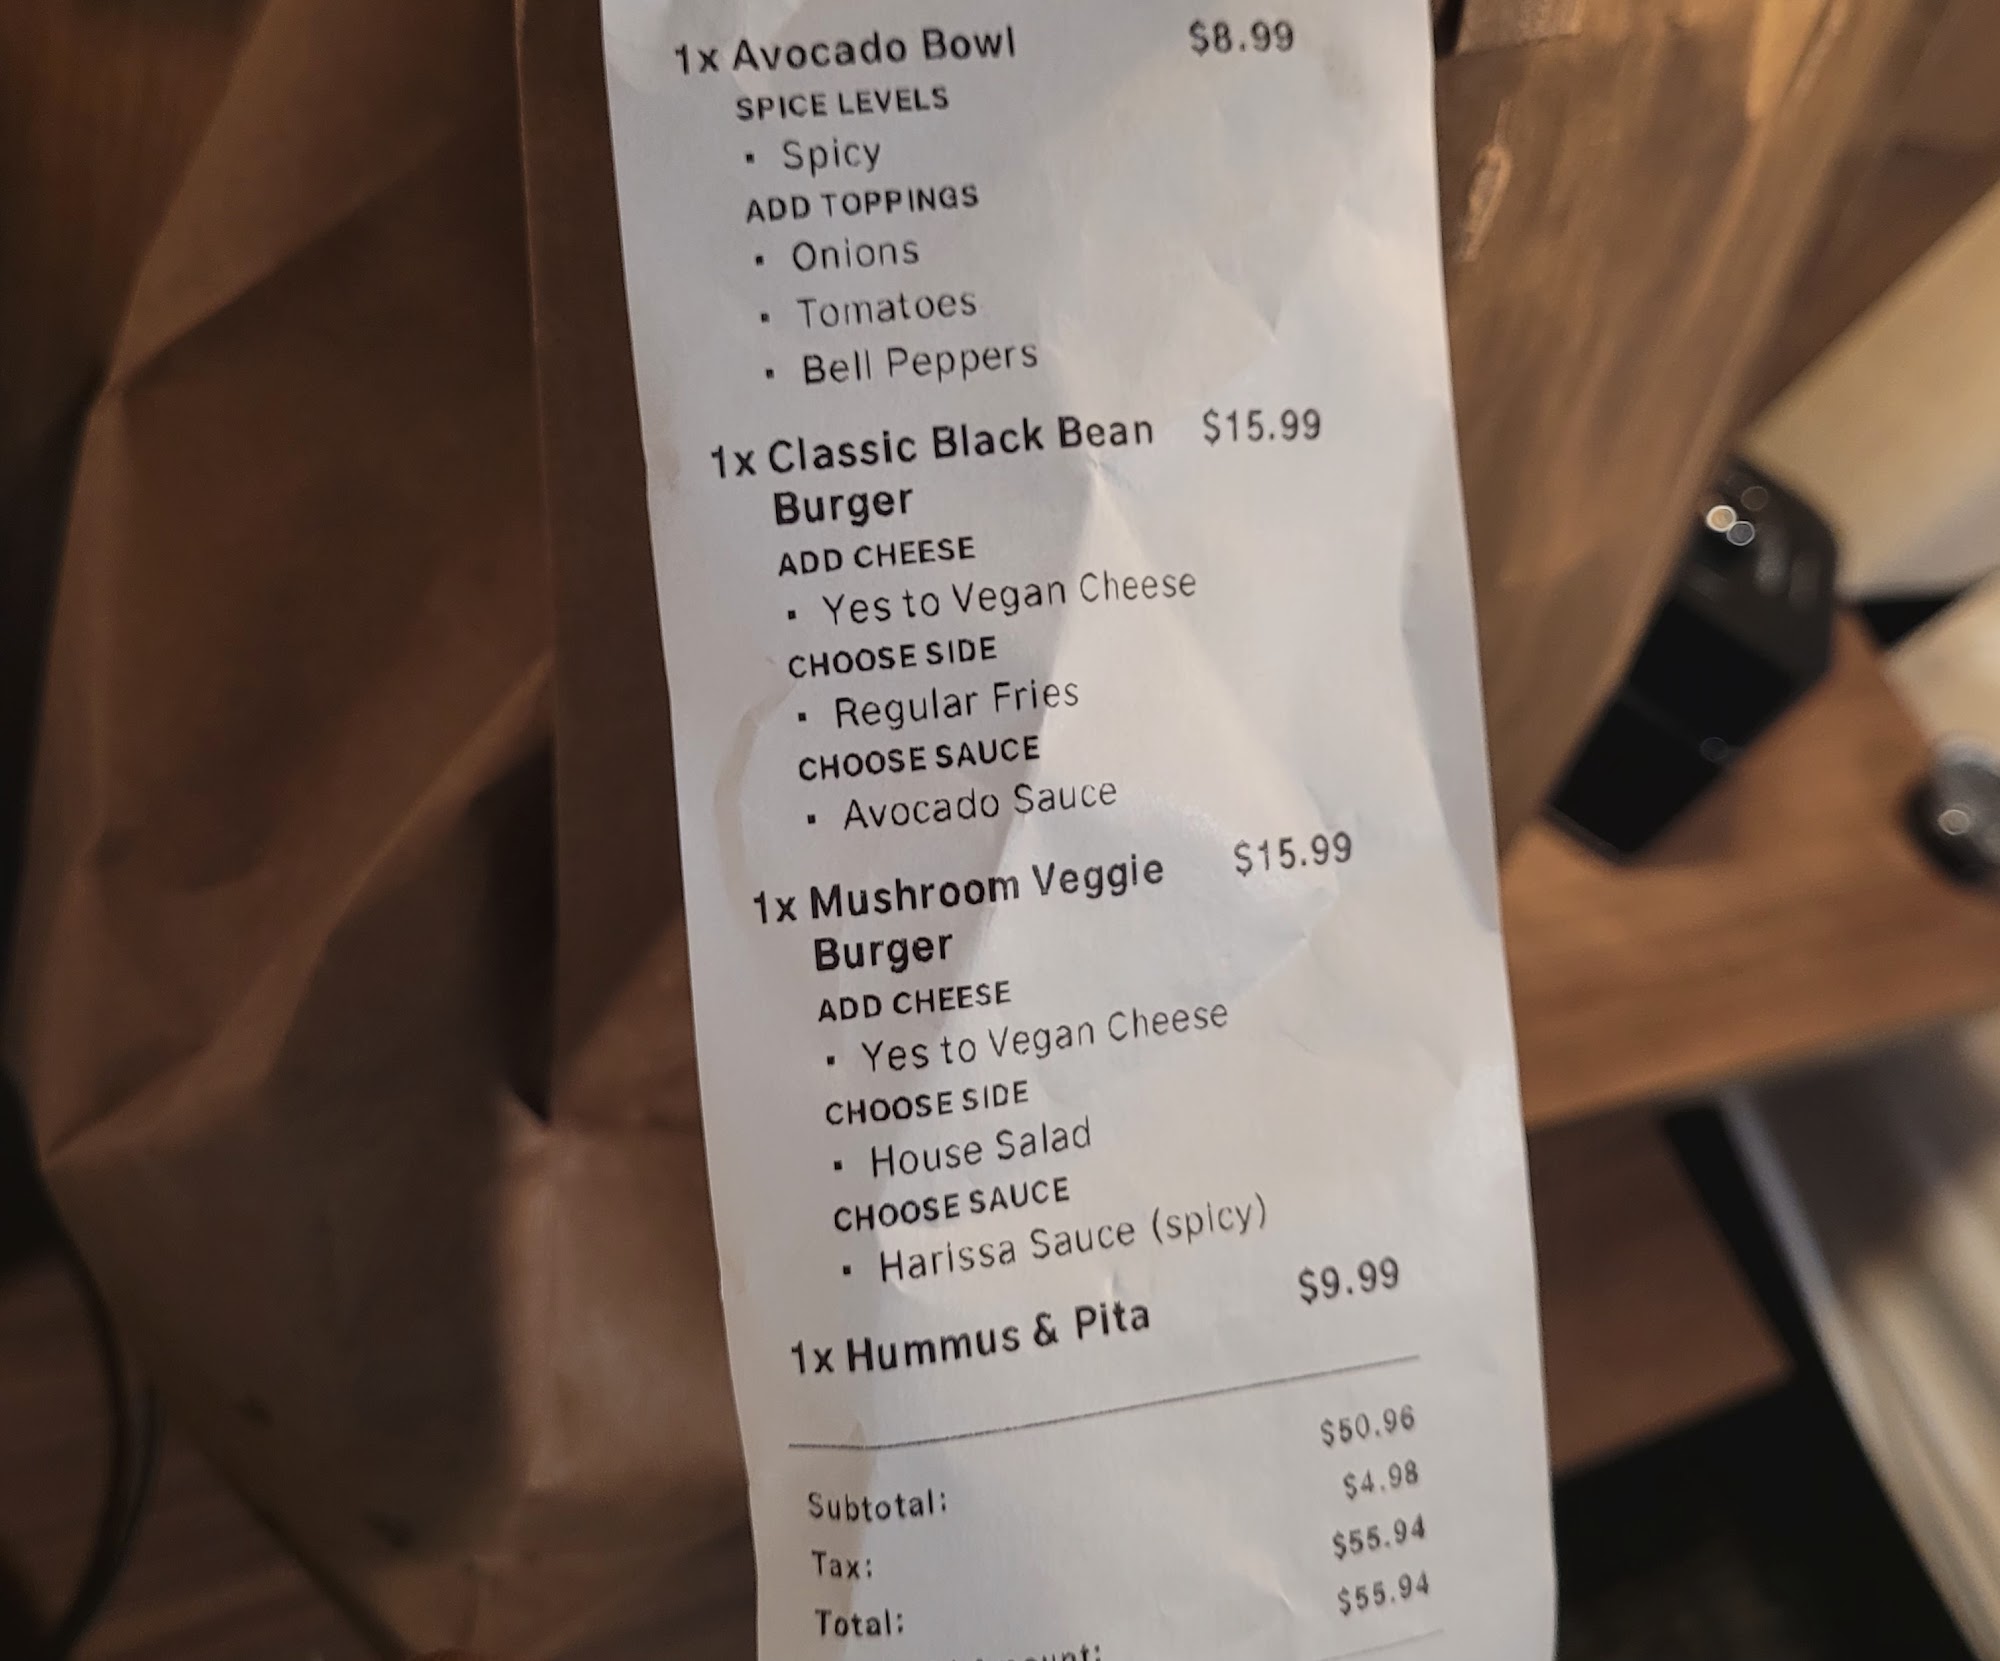 1x Avocado Bowl $8.99
SPICE LEVELS
▪ Spicy
ADD TOPPINGS
▪ Onions
▪ Tomatoes
▪ Bell Peppers
1x Classic Black Bean $15.99
Burger
ADD CHEESE
▪ Yes to Vegan Cheese
CHOOSE SIDE
▪ Regular Fries
CHOOSE SAUCE
▪ Avocado Sauce
1x Mushroom Veggie $15.99
Burger
ADD CHEESE
▪ Yes to Vegan Cheese
CHOOSE SIDE
▪ House Salad
CHOOSE SAUCE
▪ Harissa Sauce (spicy)
1x Hummus & Pita $9.99
Subtotal: $50.96
Tax: $4.98
Total: $55.94
$55.94